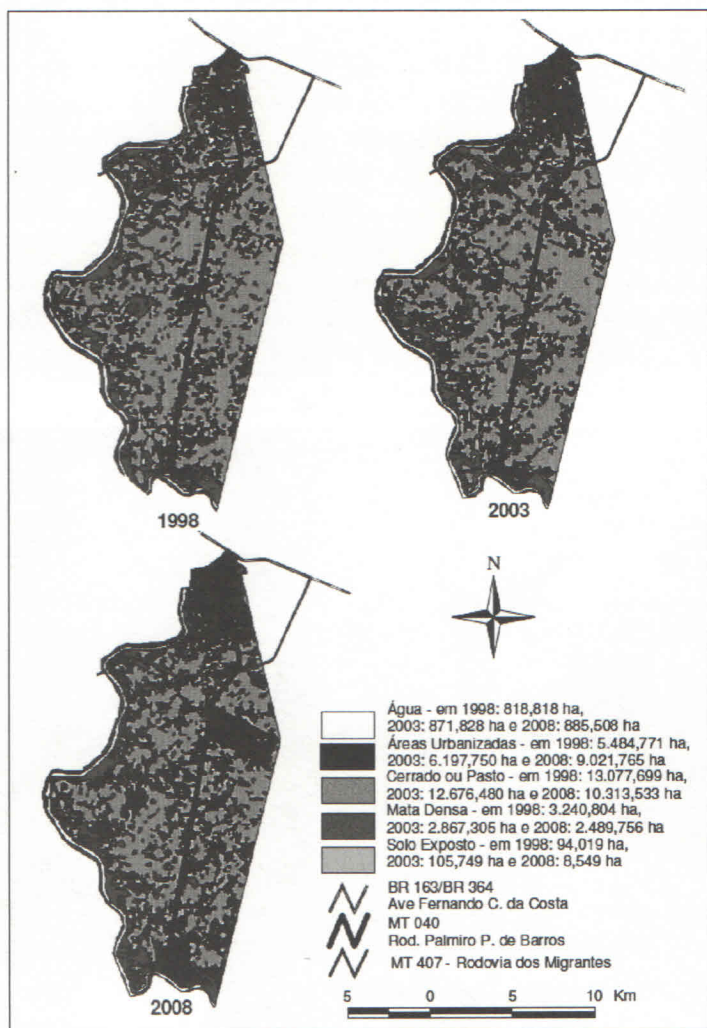 1998
2003
2008
N
Água - em 1998: 818,818 ha,
2003: 871,828 ha e 2008: 885,508 ha
Áreas Urbanizadas - em 1998: 5.484,771 ha,
2003: 6.197,750 ha e 2008: 9.021,765 ha
Cerrado ou Pasto - em 1998: 13.077,699 ha,
2003: 12.676,480 ha e 2008: 10.313,533 ha
Mata Densa - em 1998: 3.240,804 ha,
2003: 2.867,305 ha e 2008: 2.489,756 ha
Solo Exposto - em 1998: 94,019 ha,
2003: 105,749 ha e 2008: 8,549 ha
BR 163/BR 364
Ave Fernando C. da Costa
MT 040
Rod. Palmiro P. de Barros
MT 407 - Rodovia dos Migrantes
5 0 5 10 Km